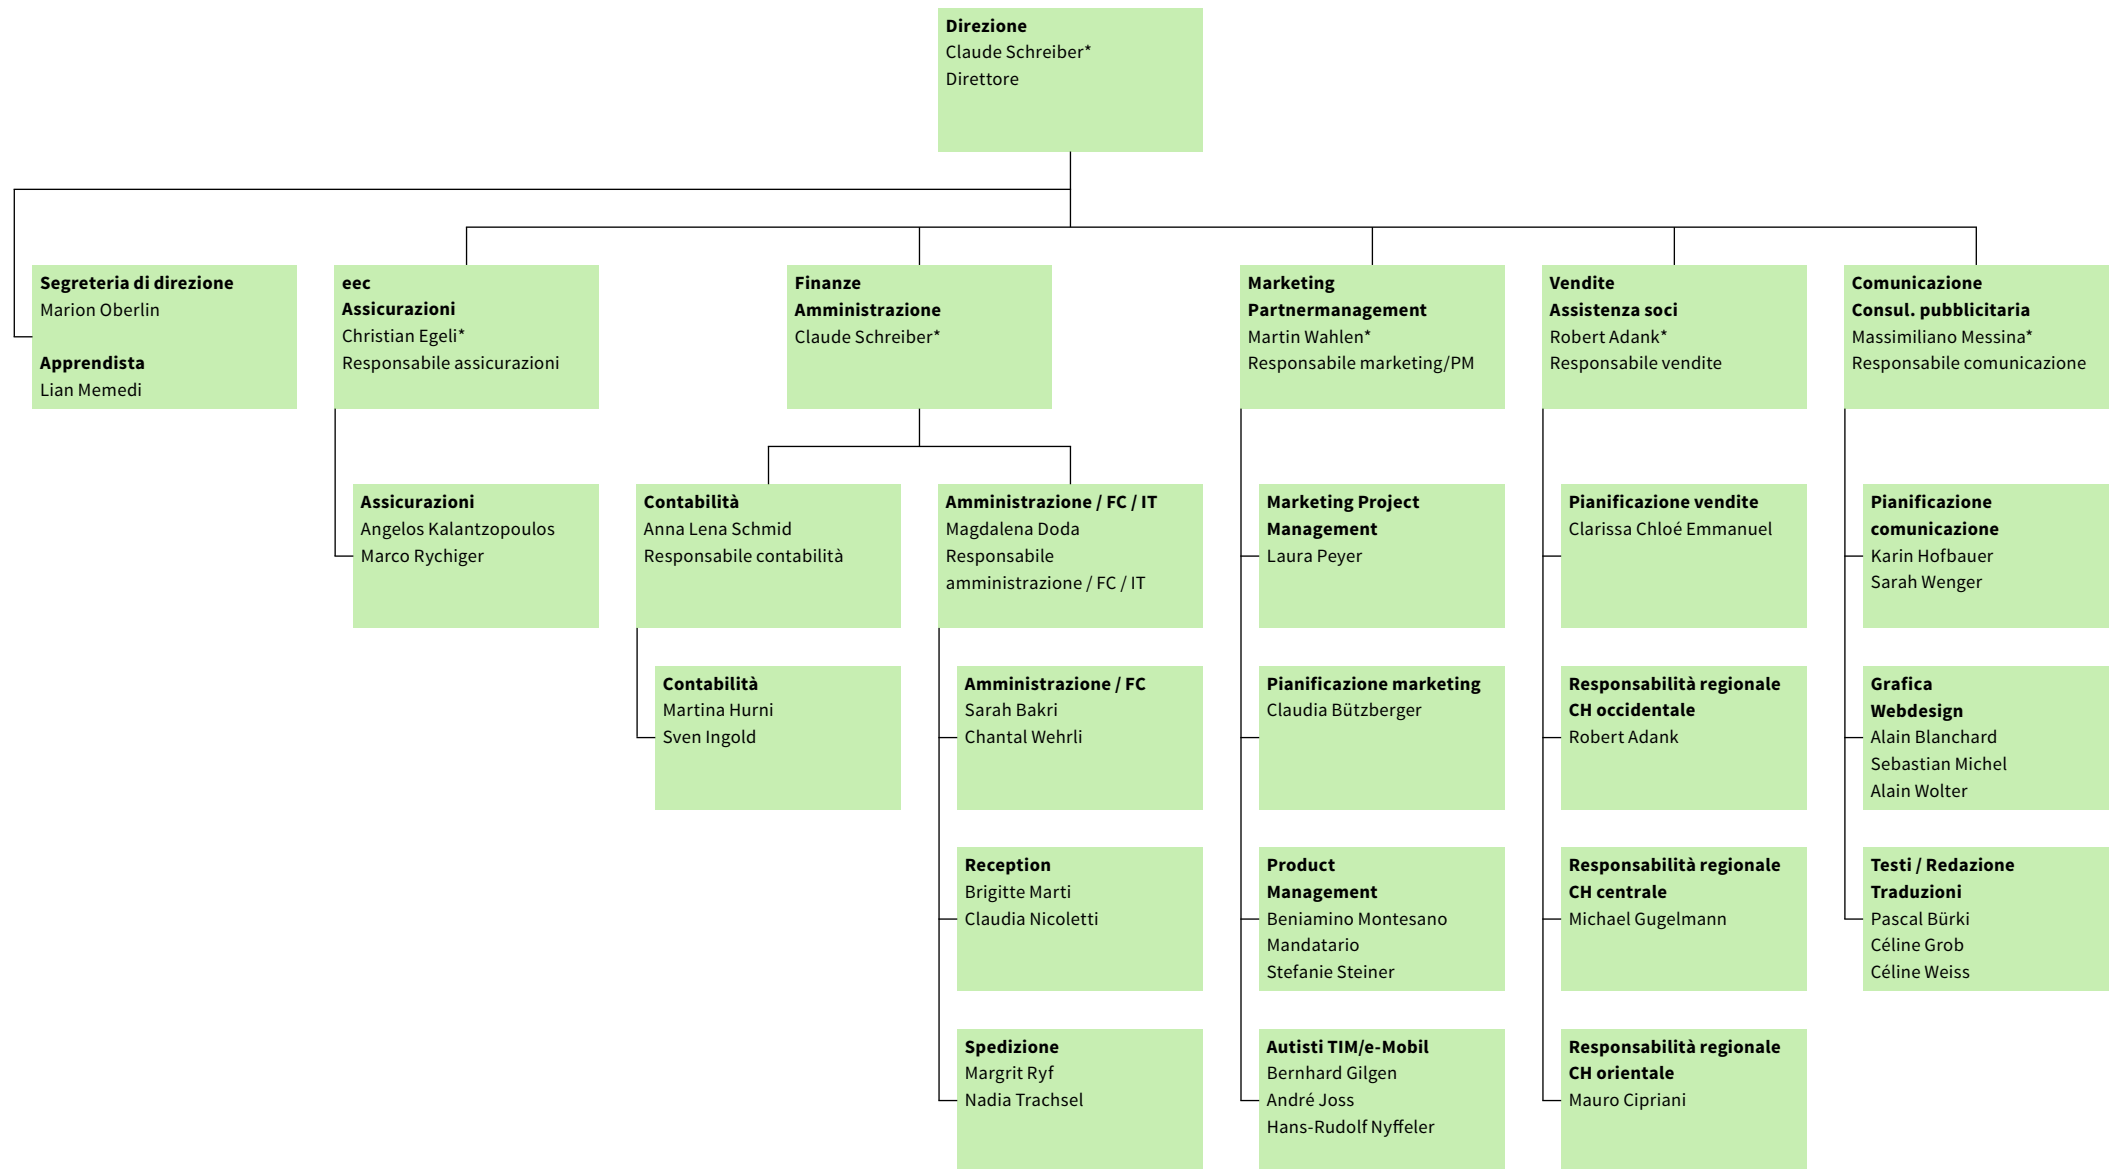 Direzione
Claude Schreiber*
Direttore
Segreteria di direzione
Marion Oberlin
Apprendista
Lian Memedi
eec
Assicurazioni
Christian Egeli*
Responsabile assicurazioni
Finanze
Amministrazione
Claude Schreiber*
Marketing
Partnermanagement
Martin Wahlen*
Responsabile marketing/PM
Vendite
Assistenza soci
Robert Adank*
Responsabile vendite
Comunicazione
Consul. pubblicitaria
Massimiliano Messina*
Responsabile comunicazione
Assicurazioni
Angelos Kalantzopoulos
Marco Rychiger
Contabilità
Anna Lena Schmid
Responsabile contabilità
Amministrazione / FC / IT
Magdalena Doda
Responsabile
amministrazione / FC / IT
Marketing Project
Management
Laura Peyer
Pianificazione vendite
Clarissa Chloé Emmanuel
Pianificazione
comunicazione
Karin Hofbauer
Sarah Wenger
Contabilità
Martina Hurni
Sven Ingold
Amministrazione / FC
Sarah Bakri
Chantal Wehrli
Pianificazione marketing
Claudia Bützberger
Responsabilità regionale
CH occidentale
Robert Adank
Grafica
Webdesign
Alain Blanchard
Sebastian Michel
Alain Wolter
Reception
Brigitte Marti
Claudia Nicoletti
Product
Management
Beniamino Montesano
Mandatario
Stefanie Steiner
Responsabilità regionale
CH centrale
Michael Gugelmann
Testi / Redazione
Traduzioni
Pascal Bürki
Céline Grob
Céline Weiss
Spedizione
Margrit Ryf
Nadia Trachsel
Autisti TIM/e-Mobil
Bernhard Gilgen
André Joss
Hans-Rudolf Nyffeler
Responsabilità regionale
CH orientale
Mauro Cipriani